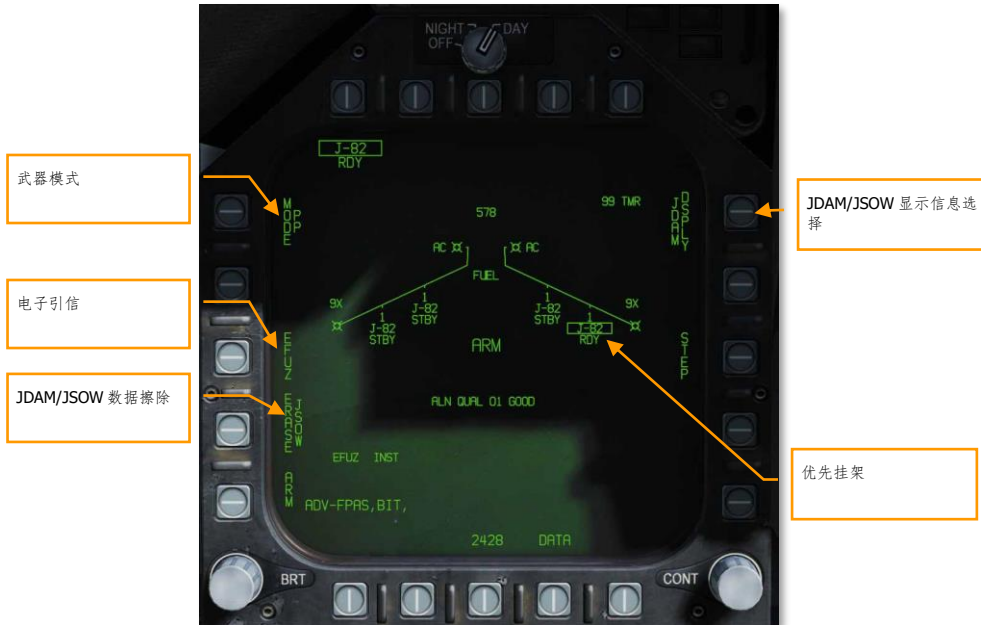 NIGHT DAY
OFF
J-82
RDY
武器模式
MODE
PP
578
99 TMR
JDAM
DSPLY
JDAM/JSOW 显示信息选
择
AC AC
FUEL
9X 9X
1 1
J-82 J-82
STBY STBY
1 1
J-82 J-82
STBY RDY
电子引信
EFUZ
ARM
STEP
JDAM/JSOW 数据擦除
ERASE
JSOW
ALN QUAL 01 GOOD
优先挂架
EFUZ INST
ARM
ADV-FPAS,BIT,
2428 DATA
BRT CONT